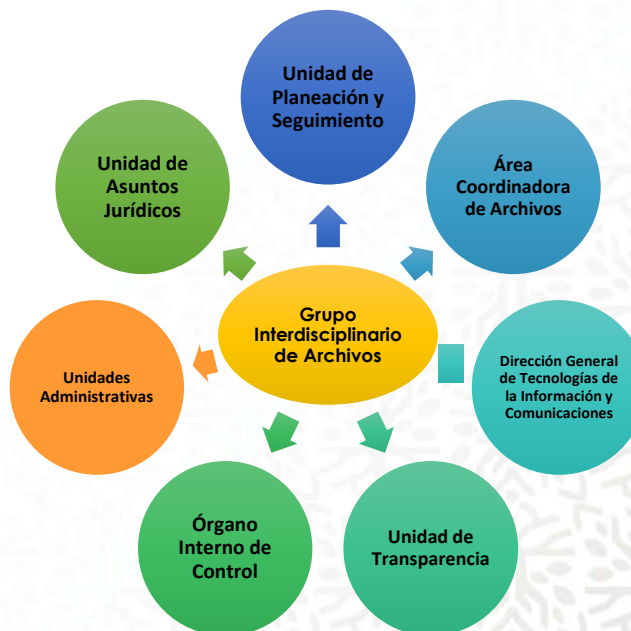 Unidad de
Planeación y
Seguimiento
Unidad de
Asuntos
Jurídicos
Área
Coordinadora
de Archivos
Grupo
Interdisciplinario
de Archivos
Unidades
Administrativas
Dirección General
de Tecnologías de
la Información y
Comunicaciones
Órgano
Interno de
Control
Unidad de
Transparencia